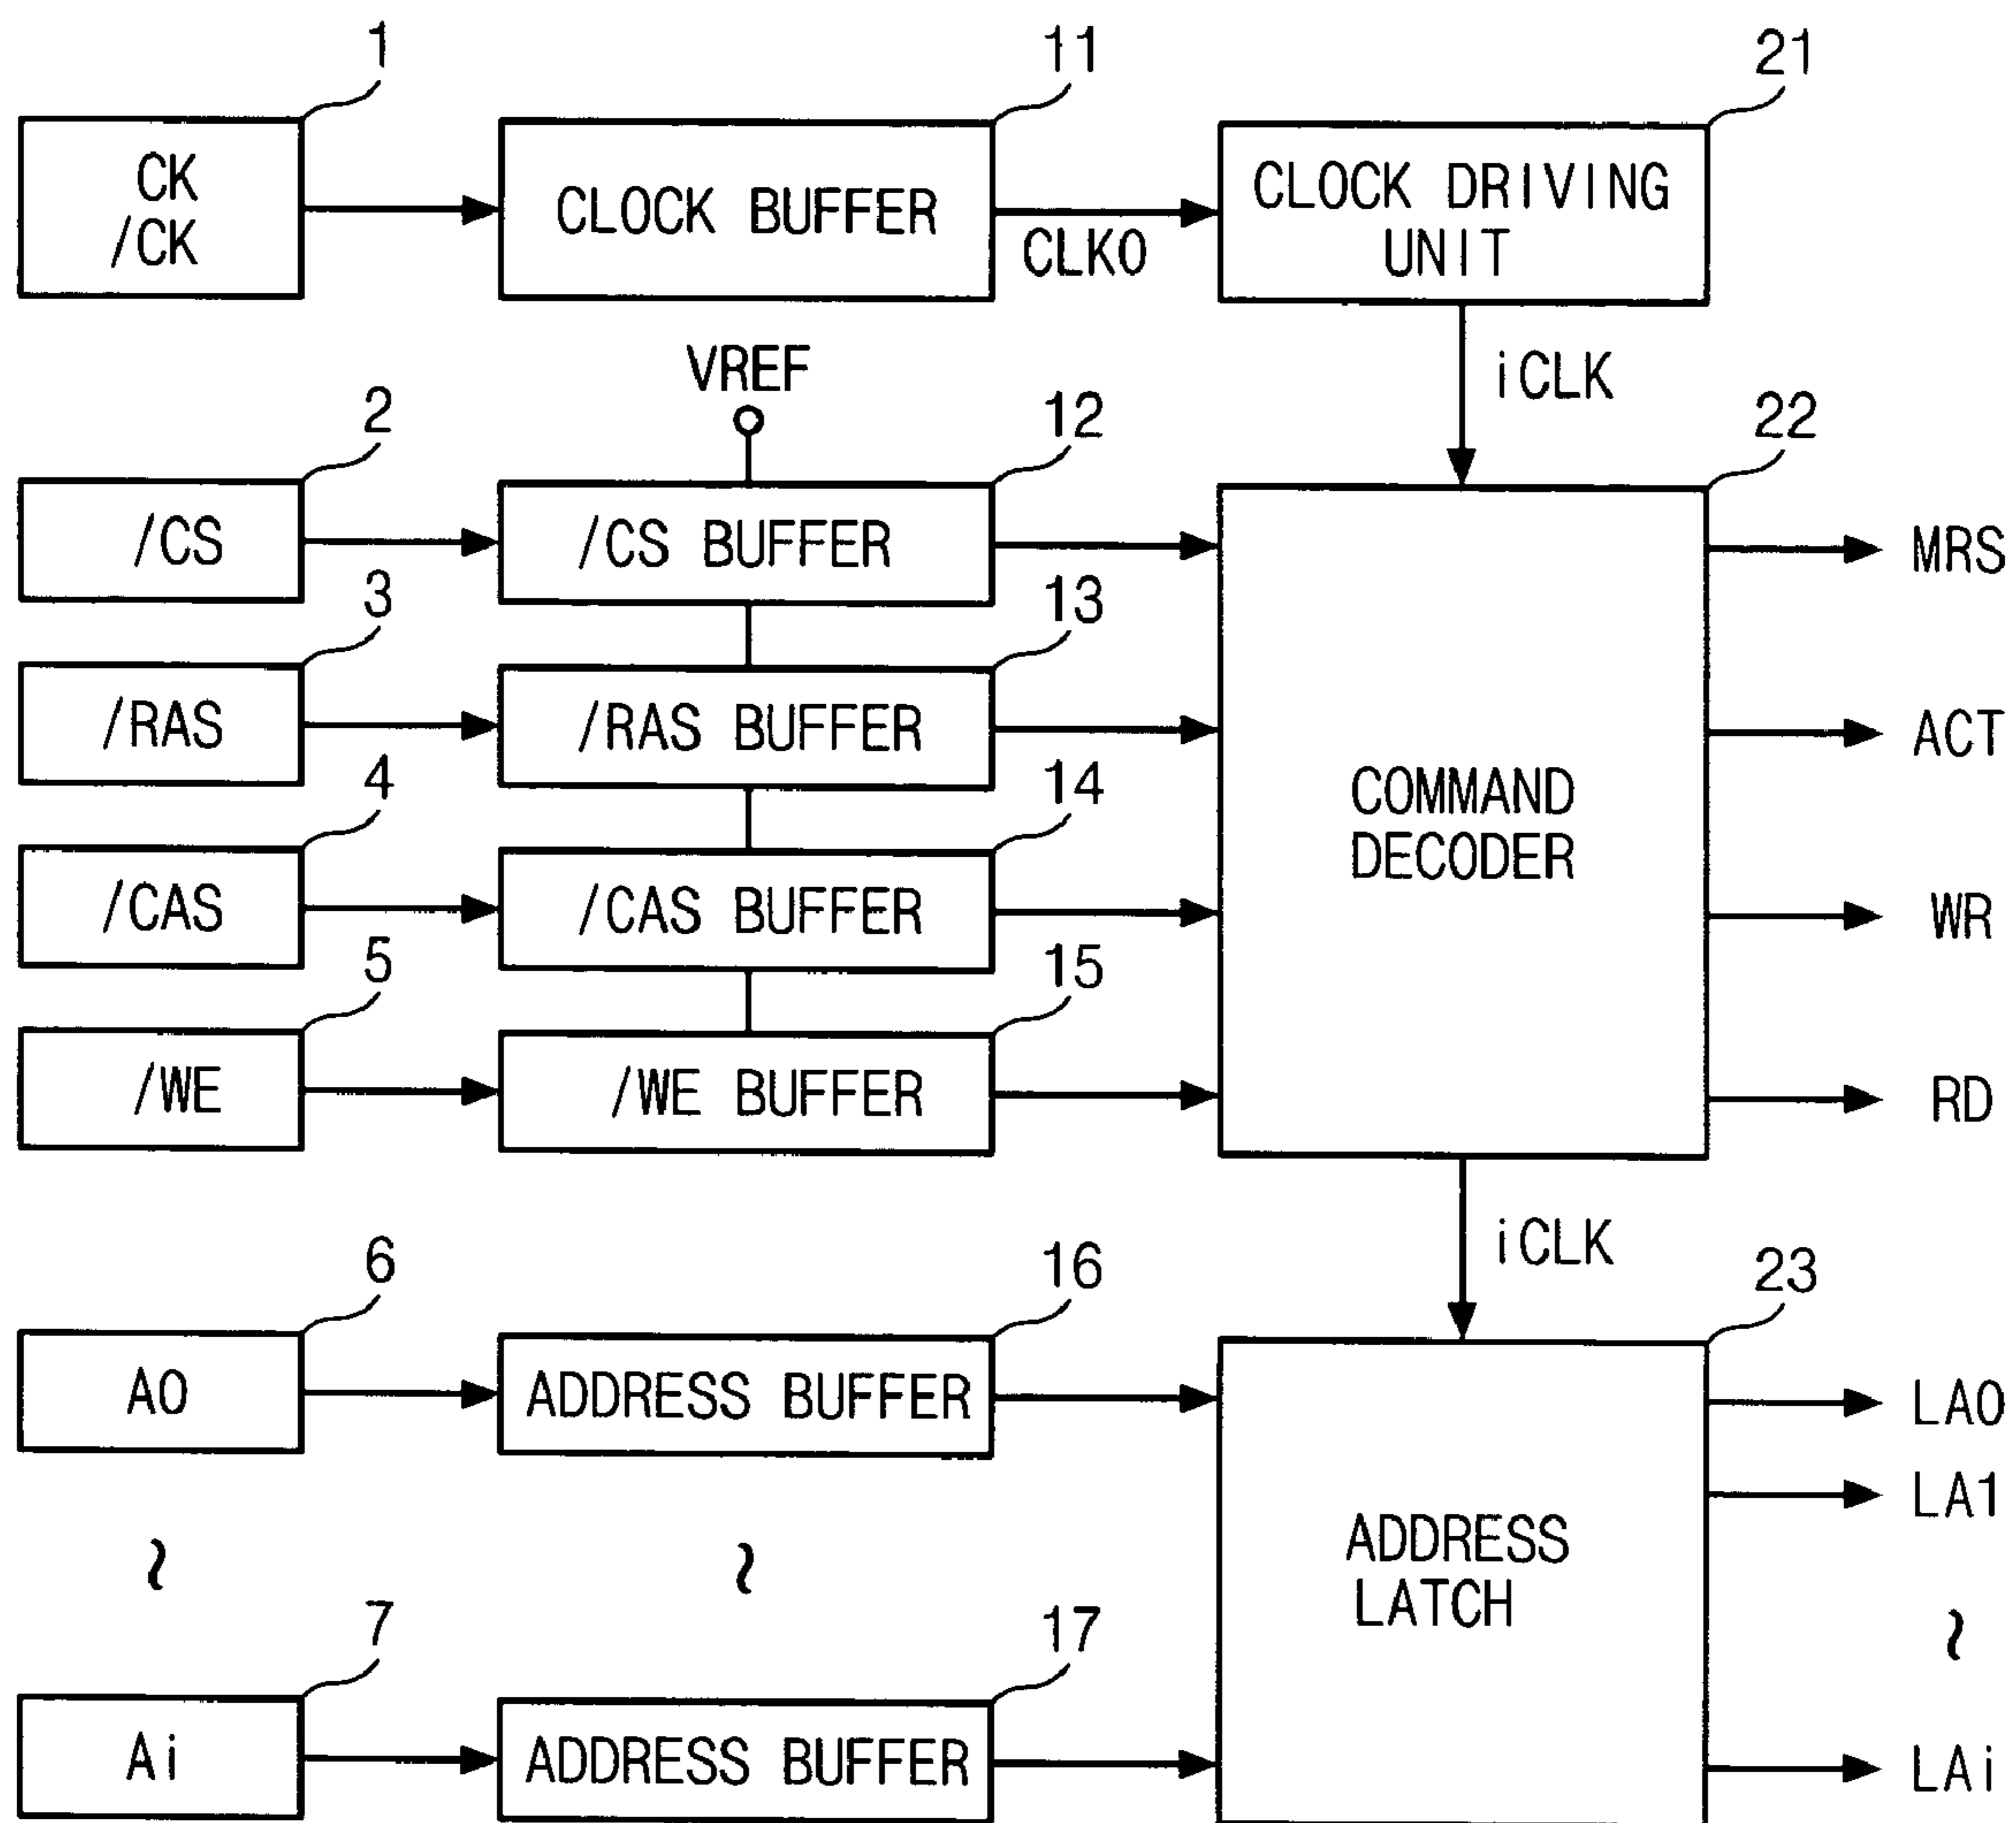 1
11
21
CK
/CK
CLOCK BUFFER
CLK0
CLOCK DRIVING
UNIT
VREF
iCLK
2
12
22
/CS
/CS BUFFER
MRS
3
13
/RAS
/RAS BUFFER
ACT
4
14
COMMAND
DECODER
/CAS
/CAS BUFFER
WR
5
15
/WE
/WE BUFFER
RD
iCLK
6
16
23
A0
ADDRESS BUFFER
LA0
LA1
ADDRESS
LATCH
~
~
~
7
17
Ai
ADDRESS BUFFER
LAi